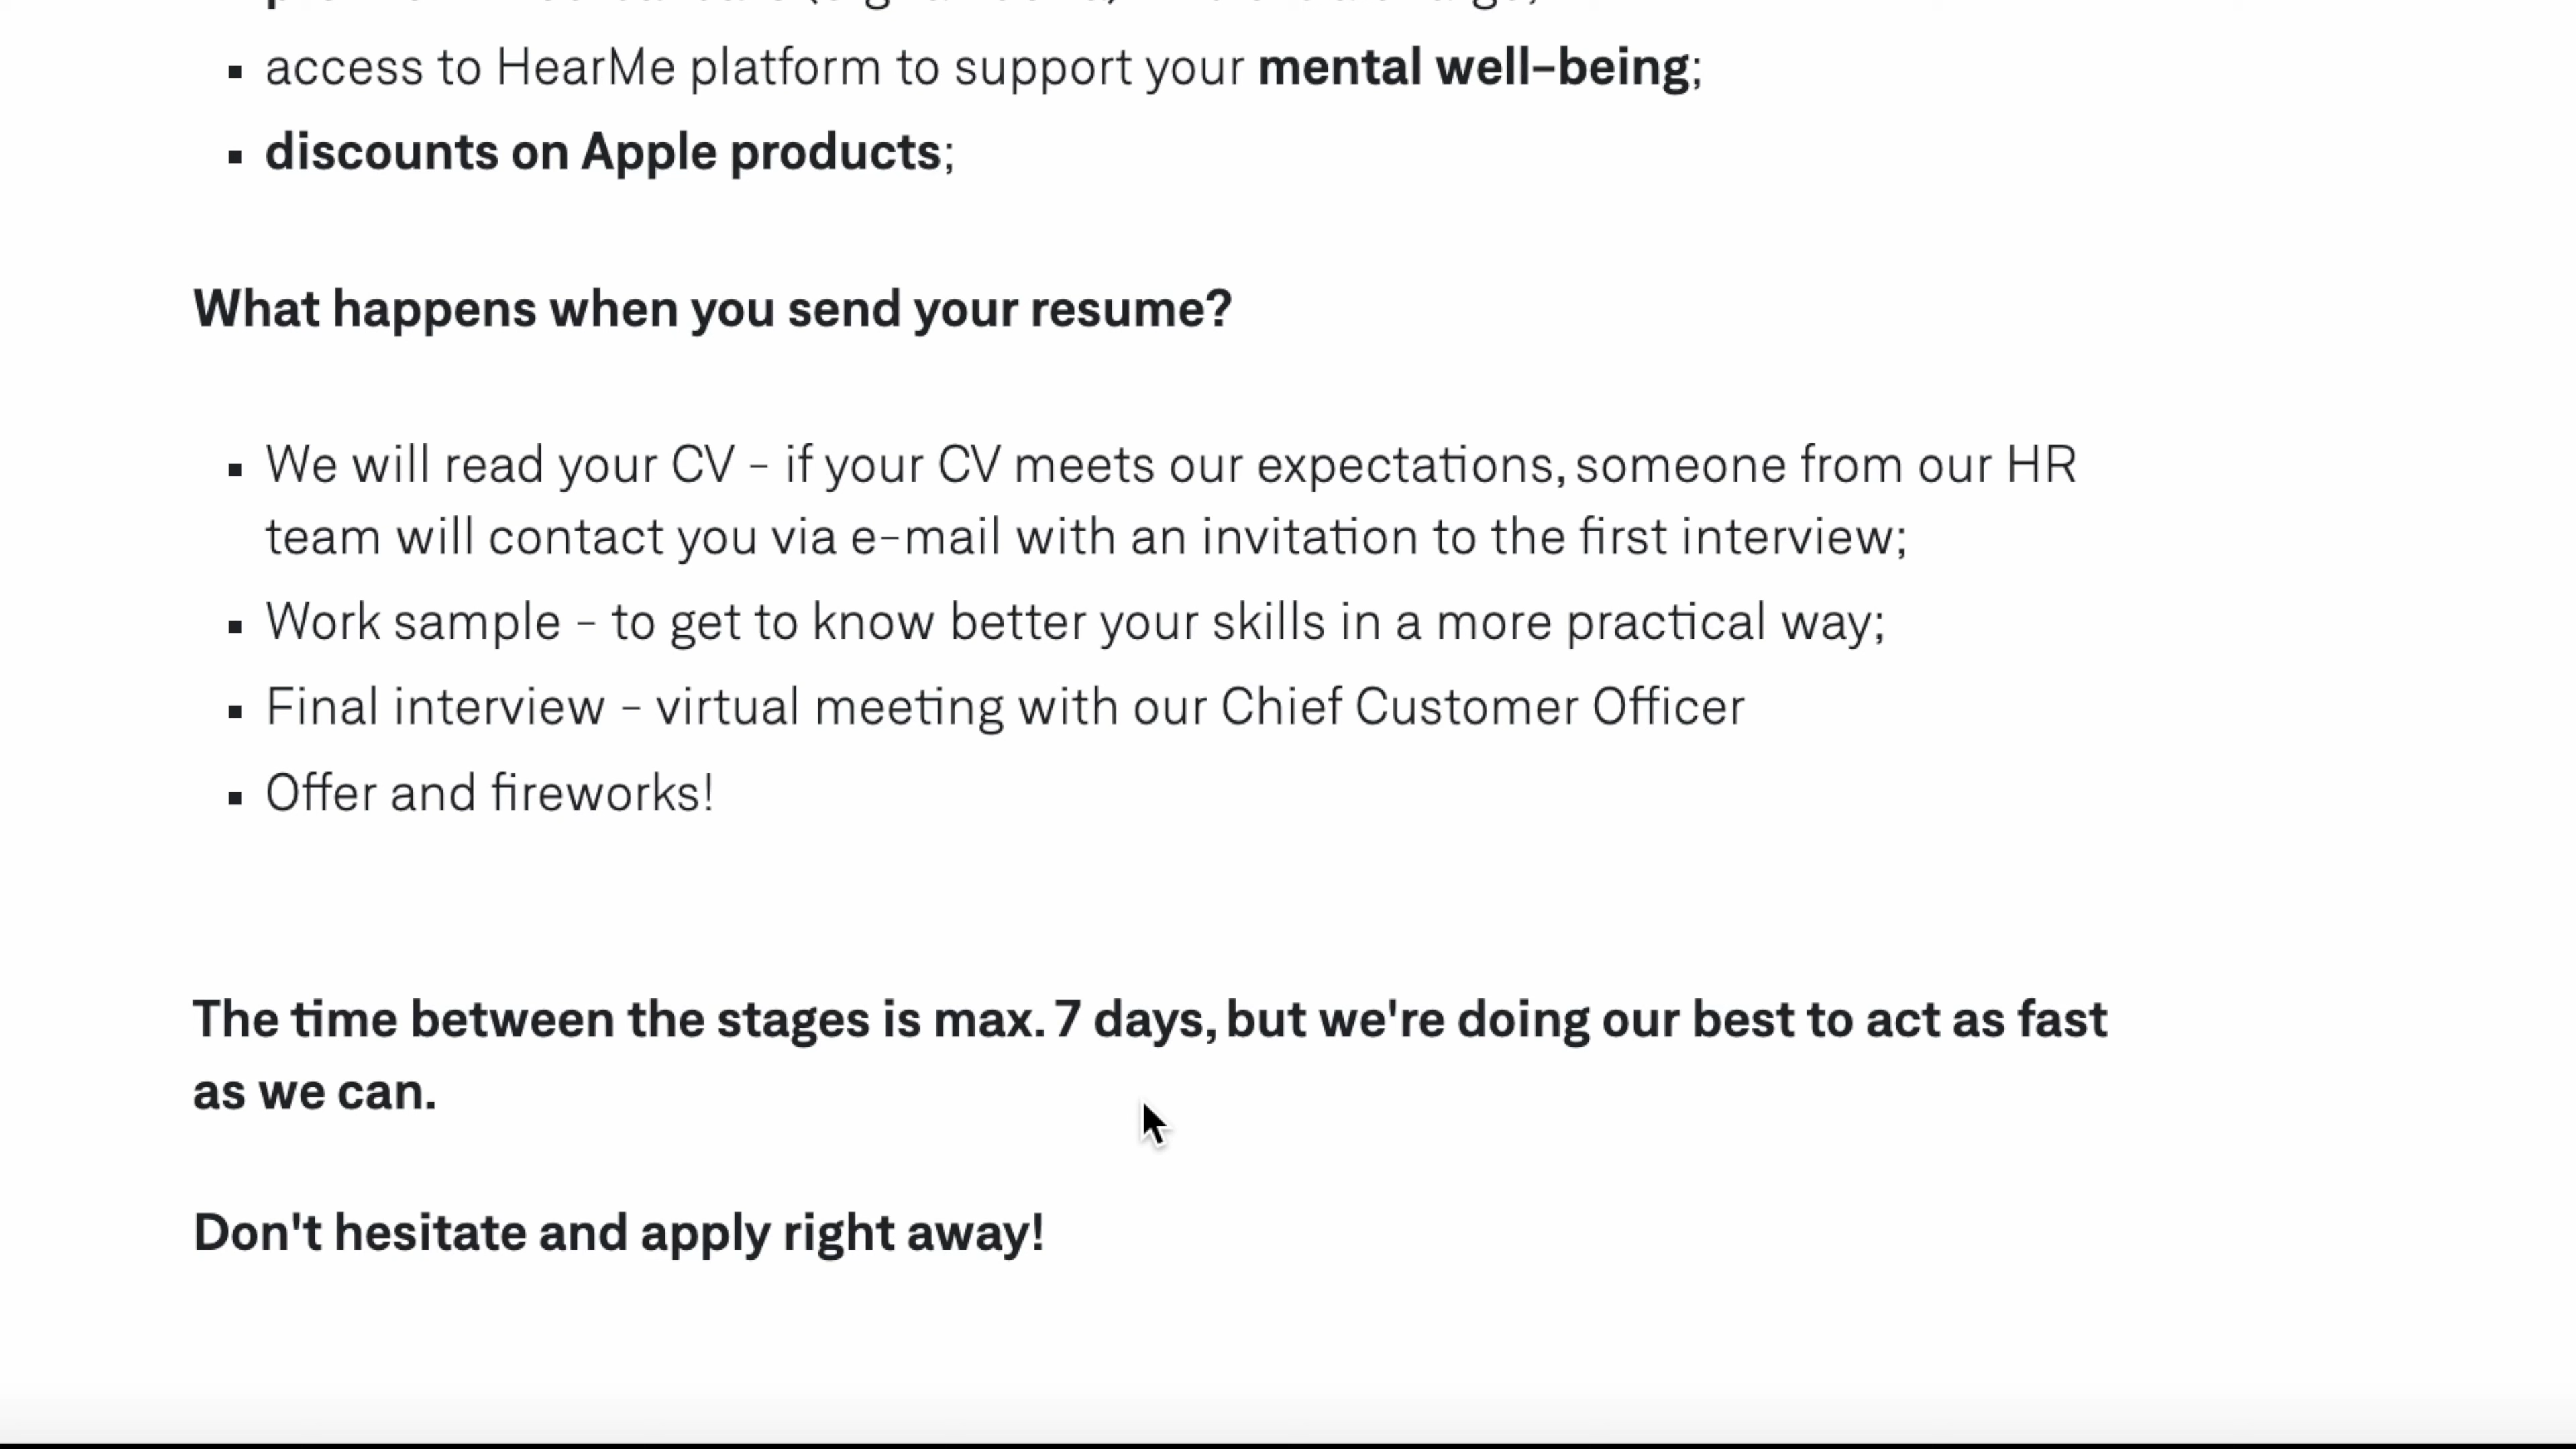 access to HearMe platform to support your mental well-being;
discounts on Apple products;
What happens when you send your resume?
We will read your CV - if your CV meets our expectations, someone from our HR
team will contact you via e-mail with an invitation to the first interview;
Work sample - to get to know better your skills in a more practical way;
Final interview - virtual meeting with our Chief Customer Officer
Offer and fireworks!
The time between the stages is max. 7 days, but we're doing our best to act as fast
as we can.
Don't hesitate and apply right away!